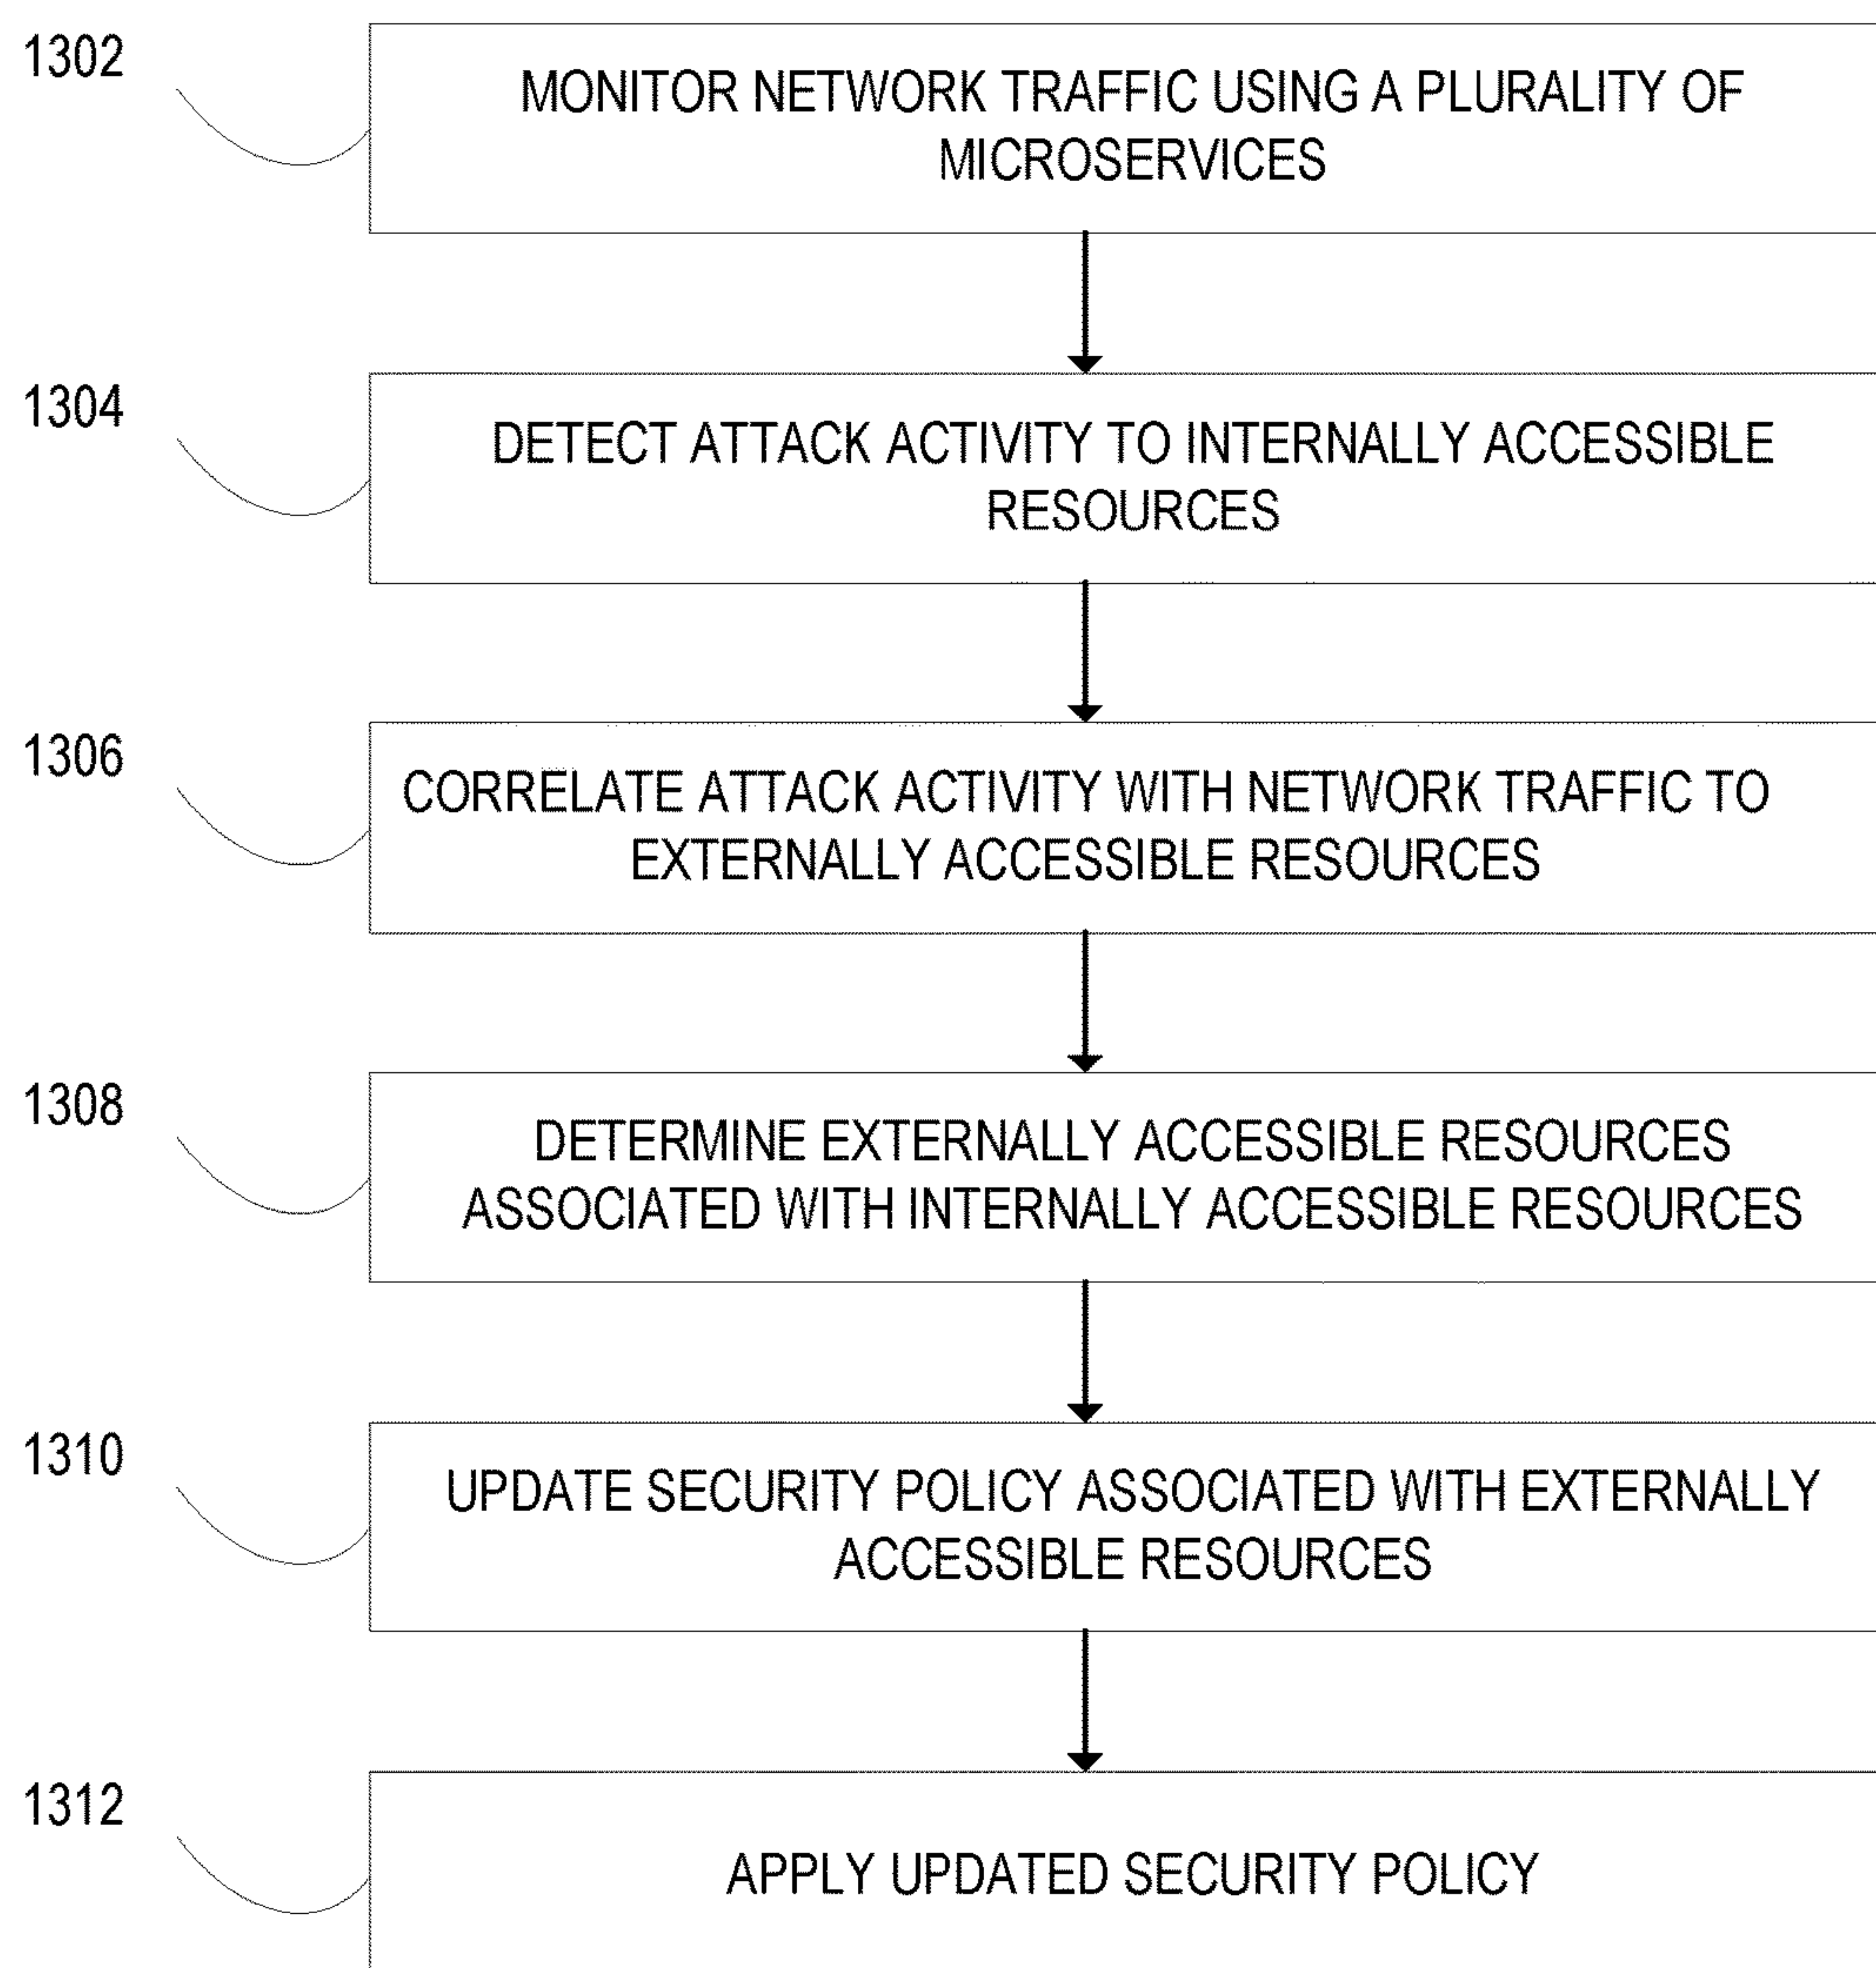 1302
MONITOR NETWORK TRAFFIC USING A PLURALITY OF
MICROSERVICES
1304
DETECT ATTACK ACTIVITY TO INTERNALLY ACCESSIBLE
RESOURCES
1306
CORRELATE ATTACK ACTIVITY WITH NETWORK TRAFFIC TO
EXTERNALLY ACCESSIBLE RESOURCES
1308
DETERMINE EXTERNALLY ACCESSIBLE RESOURCES
ASSOCIATED WITH INTERNALLY ACCESSIBLE RESOURCES
1310
UPDATE SECURITY POLICY ASSOCIATED WITH EXTERNALLY
ACCESSIBLE RESOURCES
1312
APPLY UPDATED SECURITY POLICY